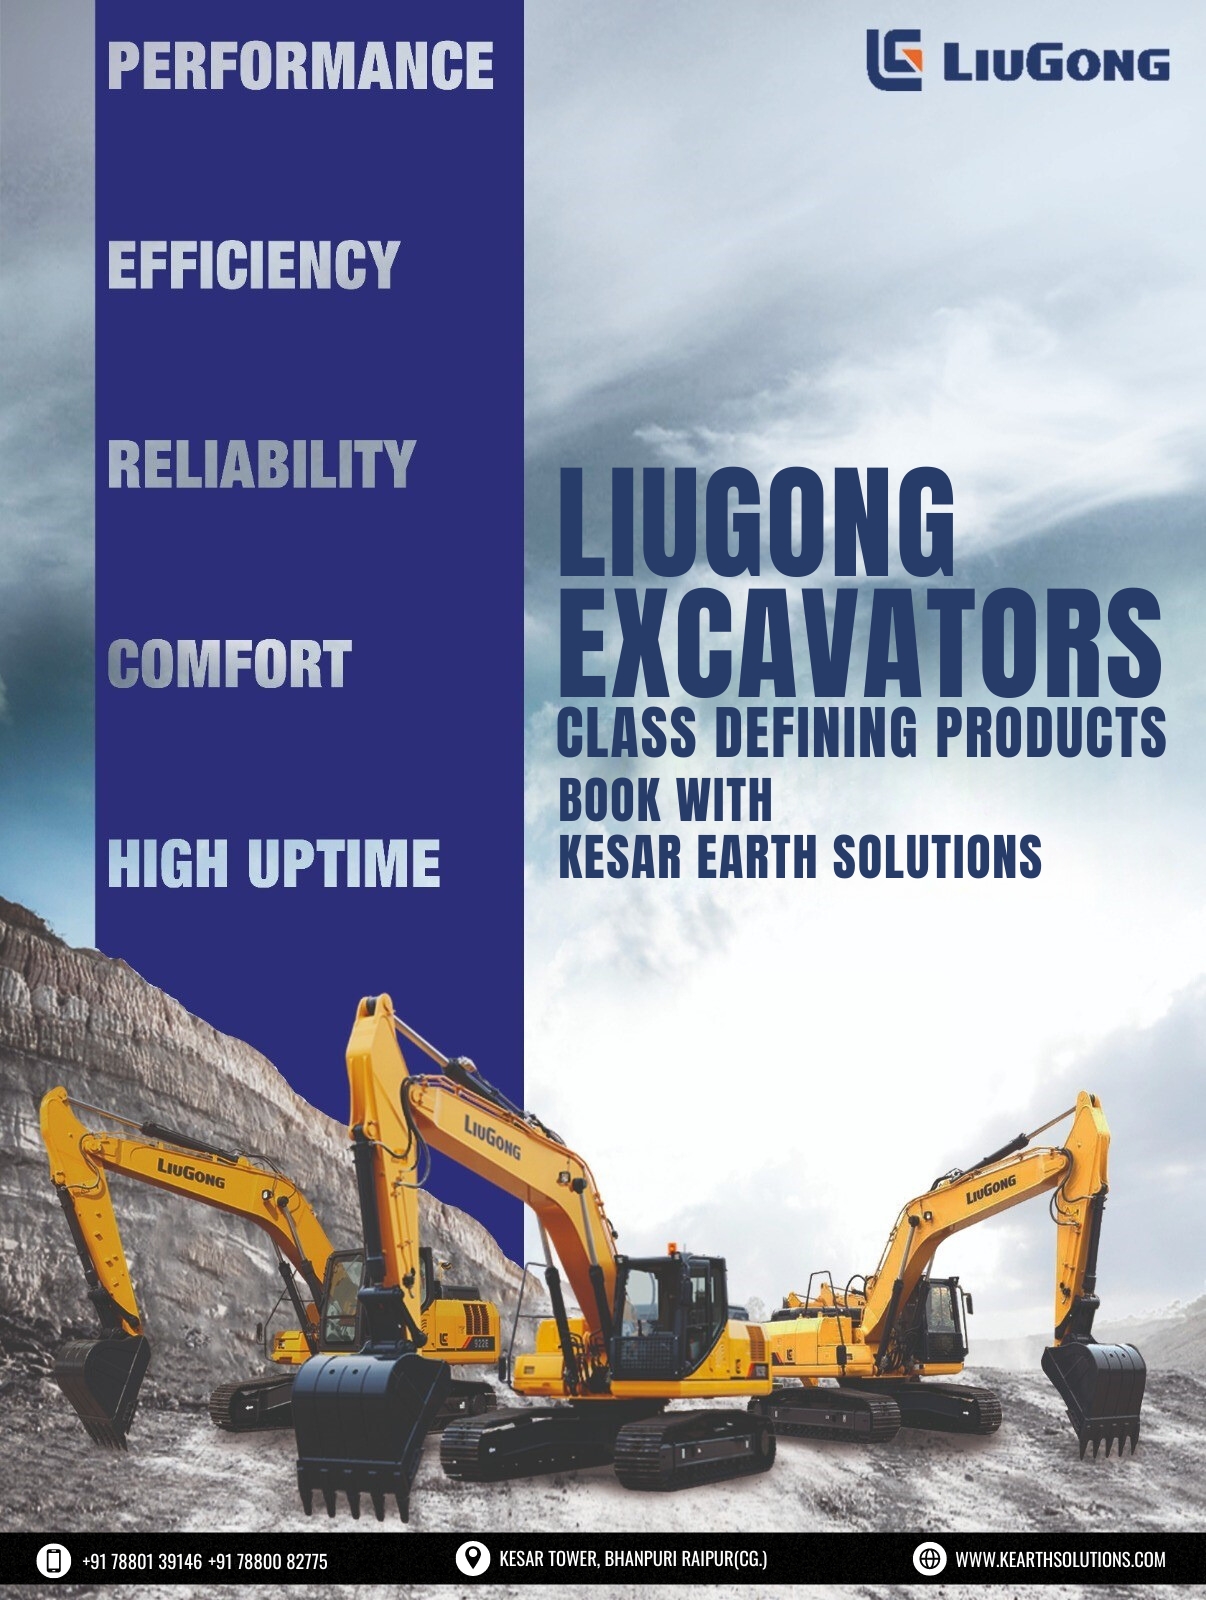 PERFORMANCE
EFFICIENCY
RELIABILITY
COMFORT
HIGH UPTIME
LIUGONG
LIUGONG
EXCAVATORS
CLASS DEFINING PRODUCTS
BOOK WITH
KESAR EARTH SOLUTIONS
LIUGONG
LIUGONG
LIUGONG
922E
+91 78801 39146 +91 78800 82775
KESAR TOWER, BHANPURI RAIPUR(CG.)
WWW.KEARTHSOLUTIONS.COM